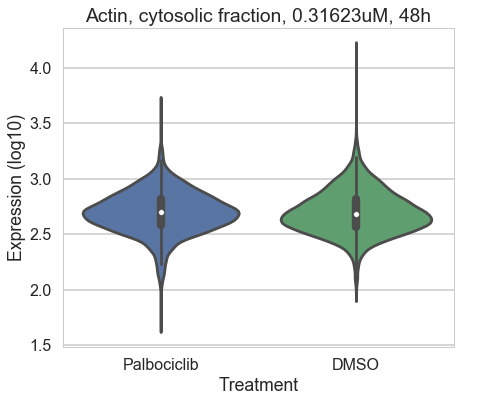 Actin, cytosolic fraction, 0.31623uM, 48h
Expression (log10)
4.0
3.5
3.0
2.5
2.0
1.5
Palbociclib
DMSO
Treatment